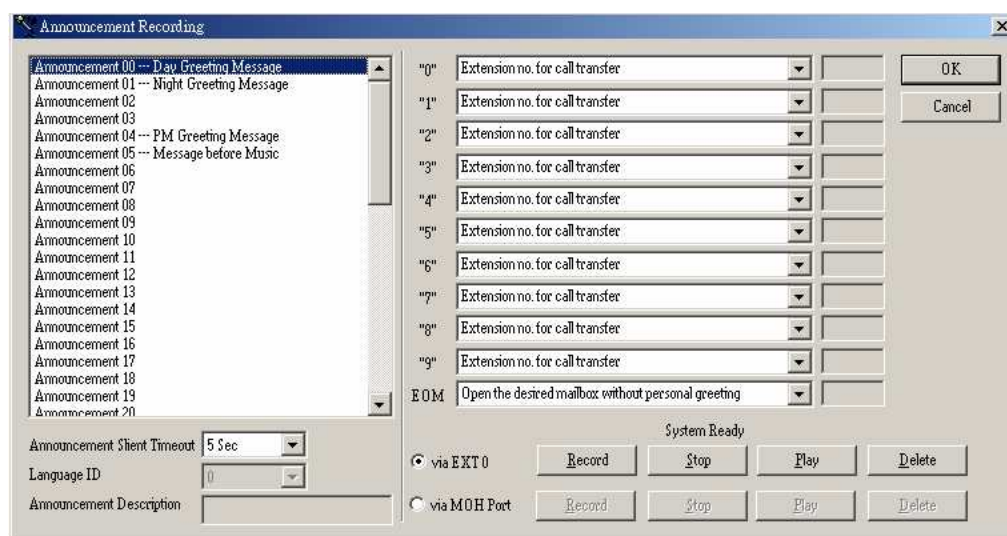 Announcement Recording
Announcement 00 --- Day Greeting Message
Announcement 01 --- Night Greeting Message
Announcement 02
Announcement 03
Announcement 04 --- PM Greeting Message
Announcement 05 --- Message before Music
Announcement 06
Announcement 07
Announcement 08
Announcement 09
Announcement 10
Announcement 11
Announcement 12
Announcement 13
Announcement 14
Announcement 15
Announcement 16
Announcement 17
Announcement 18
Announcement 19
Announcement 20
Announcement Slient Timeout 5 Sec
Language ID 0
Announcement Description
"0" Extension no. for call transfer
"1" Extension no. for call transfer
"2" Extension no. for call transfer
"3" Extension no. for call transfer
"4" Extension no. for call transfer
"5" Extension no. for call transfer
"6" Extension no. for call transfer
"7" Extension no. for call transfer
"8" Extension no. for call transfer
"9" Extension no. for call transfer
EOM Open the desired mailbox without personal greeting
System Ready
via EXT 0 Record Stop Play Delete
via MOH Port Record Stop Play Delete
OK
Cancel